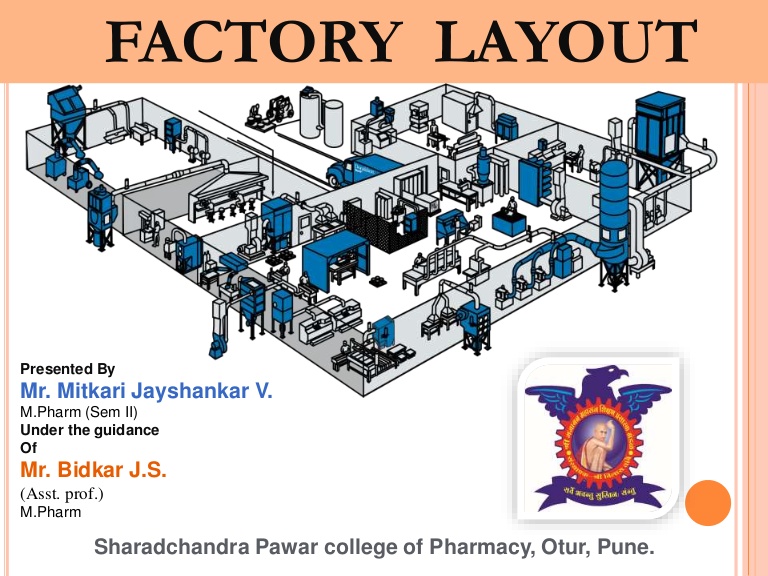 FACTORY LAYOUT
Presented By
Mr. Mitkari Jayshankar V.
M.Pharm (Sem II)
Under the guidance
Of
Mr. Bidkar J.S.
(Asst. prof.)
M.Pharm
Sharadchandra Pawar college of Pharmacy, Otur, Pune.